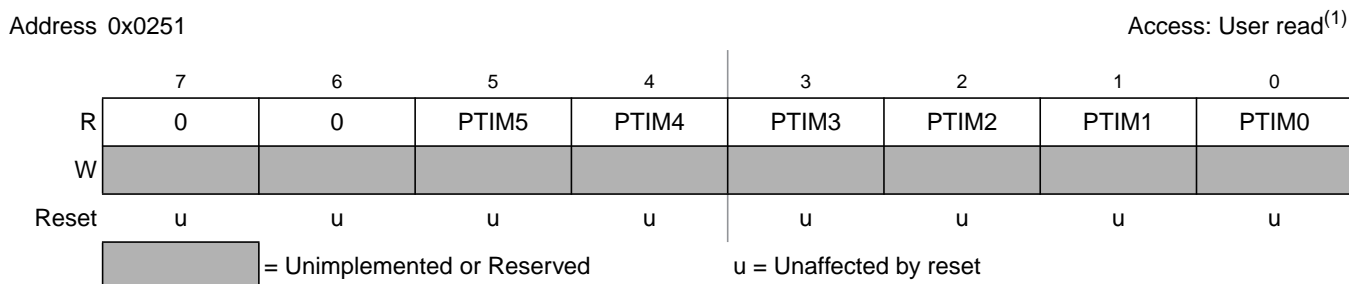 Address 0x0251 Access: User read(1)
7 6 5 4 3 2 1 0
R 0 0 PTIM5 PTIM4 PTIM3 PTIM2 PTIM1 PTIM0
W
Reset u u u u u u u u
= Unimplemented or Reserved u = Unaffected by reset